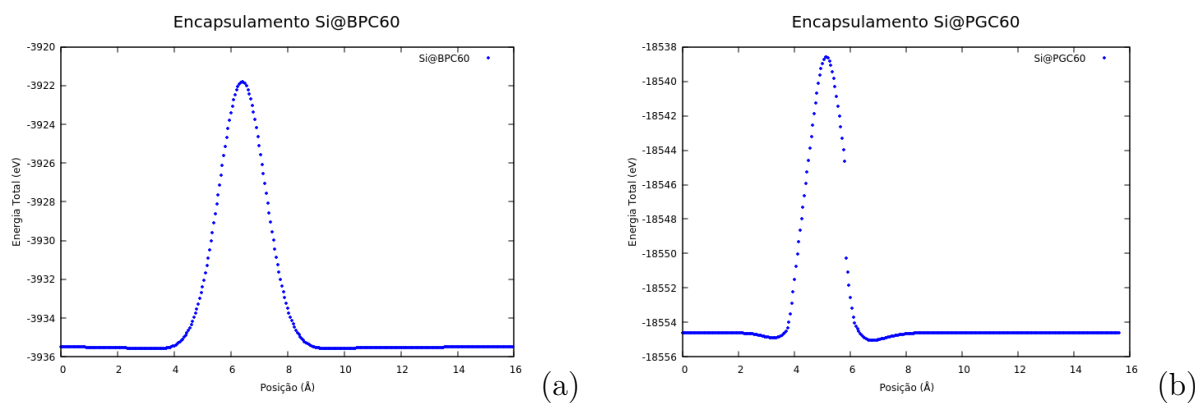 Encapsulamento Si@BPC60
Si@BPC60
-3920
-3922
-3924
-3926
-3928
-3930
-3932
-3934
-3936
Energia Total (eV)
0 2 4 6 8 10 12 14 16
Posição (Å)
(a)
Encapsulamento Si@PGC60
Si@PGC60
-18538
-18540
-18542
-18544
-18546
-18548
-18550
-18552
-18554
-18556
Energia Total (eV)
0 2 4 6 8 10 12 14 16
Posição (Å)
(b)